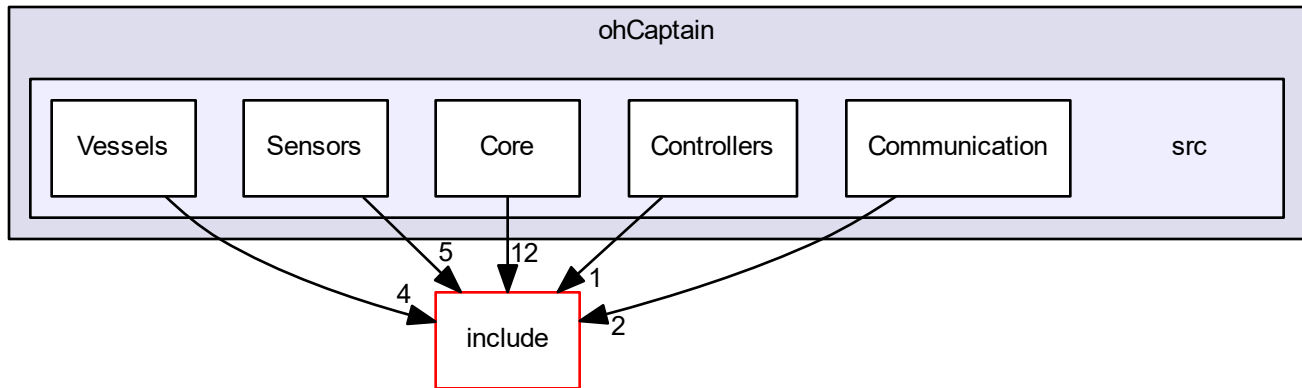 ohCaptain
Vessels
Sensors
Core
Controllers
Communication
src
5
12
1
4
2
include